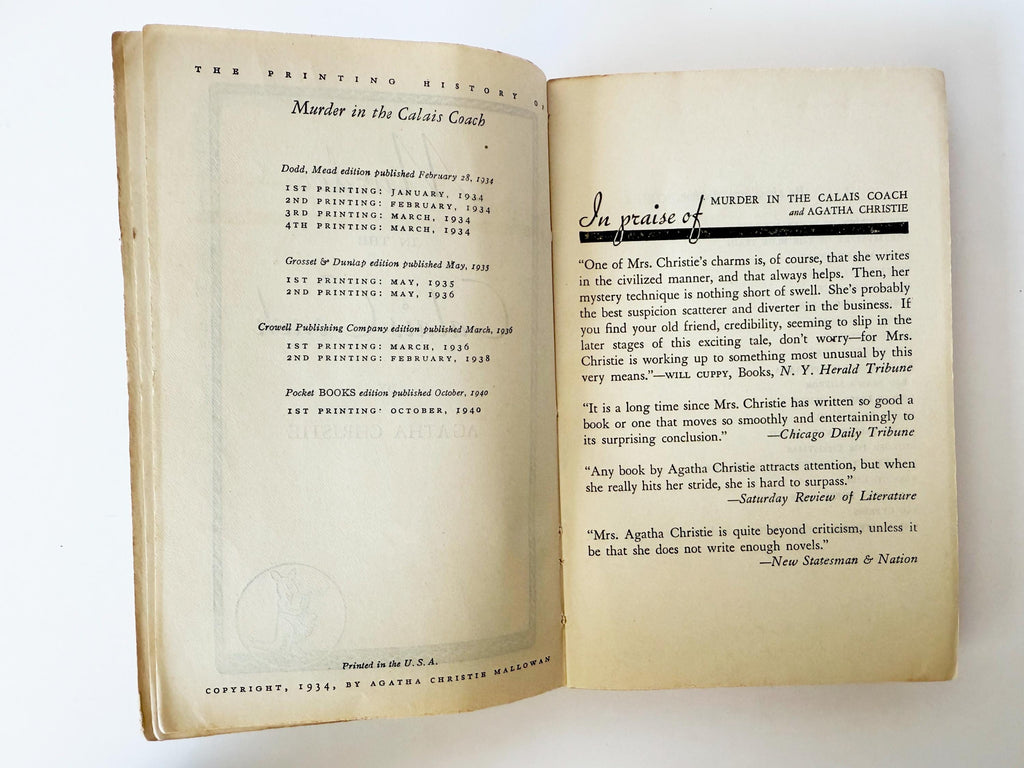 THE PRINTING HISTORY OF
Murder in the Calais Coach
Dodd, Mead edition published February 28, 1934
1ST PRINTING: JANUARY, 1934
2ND PRINTING: FEBRUARY, 1934
3RD PRINTING: MARCH, 1934
4TH PRINTING: MARCH, 1934
Grosset & Dunlap edition published May, 1935
1ST PRINTING: MAY, 1935
2ND PRINTING: MAY, 1936
Crowell Publishing Company edition published March, 1936
1ST PRINTING: MARCH, 1936
2ND PRINTING: FEBRUARY, 1938
Pocket BOOKS edition published October, 1940
1ST PRINTING: OCTOBER, 1940
Printed in the U. S. A.
COPYRIGHT, 1934, BY AGATHA CHRISTIE MALLOWAN
In praise of MURDER IN THE CALAIS COACH
and AGATHA CHRISTIE
“One of Mrs. Christie’s charms is, of course, that she writes
in the civilized manner, and that always helps. Then, her
mystery technique is nothing short of swell. She’s probably
the best suspicion scatterer and diverter in the business. If
you find your old friend, credibility, seeming to slip in the
later stages of this exciting tale, don’t worry—for Mrs.
Christie is working up to something most unusual by this
very means.”—WILL CUPPY, Books, N. Y. Herald Tribune
“It is a long time since Mrs. Christie has written so good a
book or one that moves so smoothly and entertainingly to
its surprising conclusion.” —Chicago Daily Tribune
“Any book by Agatha Christie attracts attention, but when
she really hits her stride, she is hard to surpass.”
—Saturday Review of Literature
“Mrs. Agatha Christie is quite beyond criticism, unless it
be that she does not write enough novels.”
—New Statesman & Nation